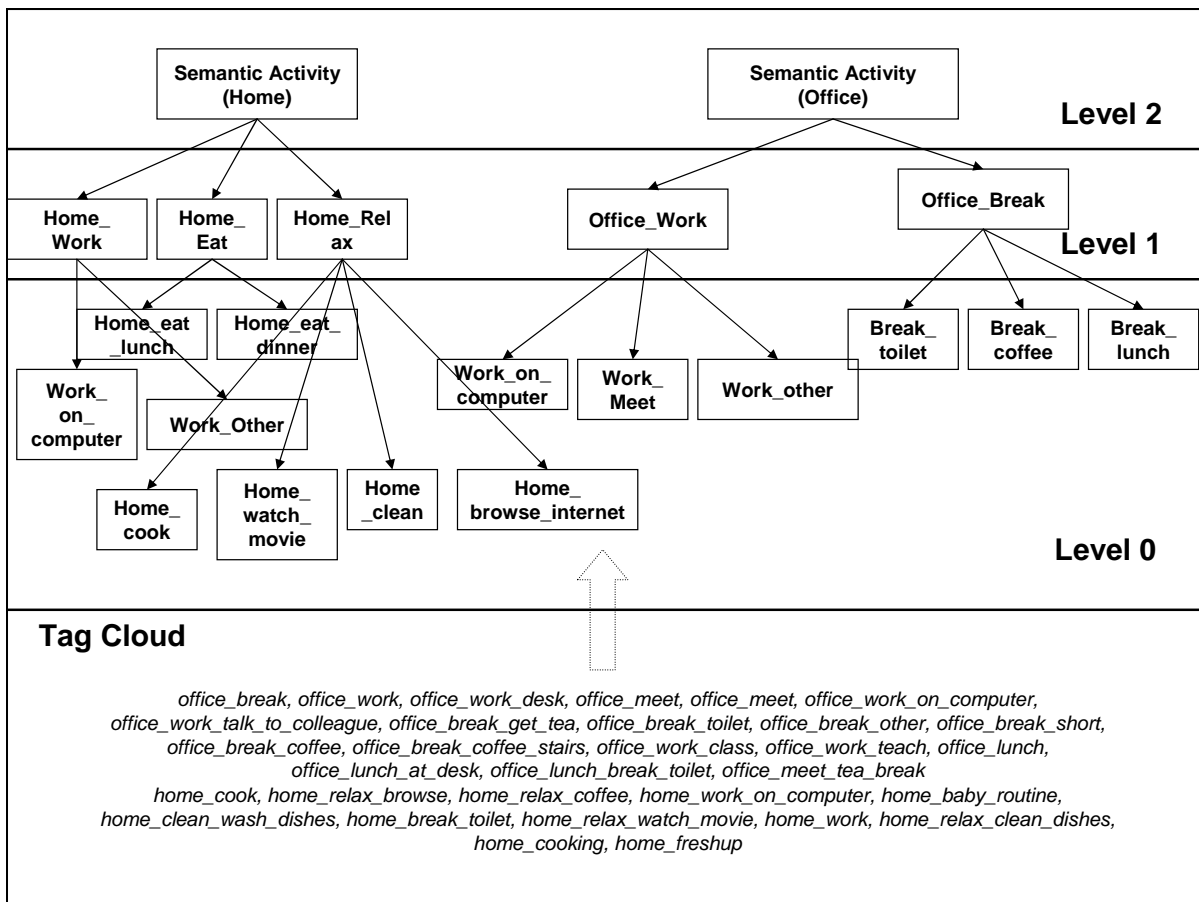 Semantic Activity
(Home)
Semantic Activity
(Office)
Level 2
Home_
Work
Home_
Eat
Home_Rel
ax
Office_Work
Office_Break
Level 1
Home_eat
_lunch
Home_eat_
dinner
Break_
toilet
Break_
coffee
Break_
lunch
Work_
on_
computer
Work_Other
Work_on_
computer
Work_
Meet
Work_other
Home_
cook
Home_
watch_
movie
Home
_clean
Home_
browse_internet
Level 0
Tag Cloud
office_break, office_work, office_work_desk, office_meet, office_meet, office_work_on_computer,
office_work_talk_to_colleague, office_break_get_tea, office_break_toilet, office_break_other, office_break_short,
office_break_coffee, office_break_coffee_stairs, office_work_class, office_work_teach, office_lunch,
office_lunch_at_desk, office_lunch_break_toilet, office_meet_tea_break
home_cook, home_relax_browse, home_relax_coffee, home_work_on_computer, home_baby_routine,
home_clean_wash_dishes, home_break_toilet, home_relax_watch_movie, home_work, home_relax_clean_dishes,
home_cooking, home_freshup